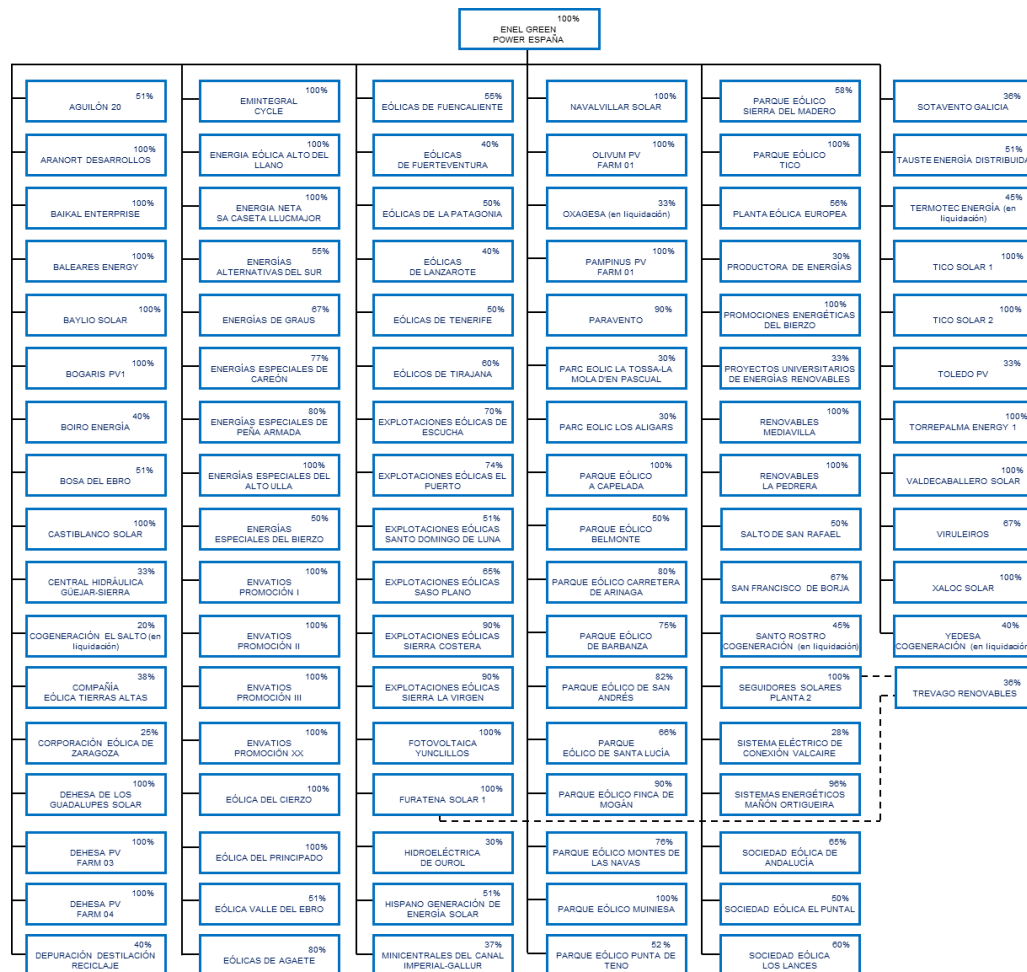 100%
ENEL GREEN
POWER ESPAÑA
51%
AGUILÓN 20
100%
ARANORT DESARROLLOS
100%
BAIKAL ENTERPRISE
100%
BALEARES ENERGY
100%
BAYLIO SOLAR
100%
BOGARIS PV1
40%
BOIRO ENERGÍA
51%
BOSA DEL EBRO
100%
CASTIBLANCO SOLAR
33%
CENTRAL HIDRÁULICA
GÜEJAR-SIERRA
20%
COGENERACIÓN EL SALTO (en
liquidación)
38%
COMPAÑÍA
EÓLICA TIERRAS ALTAS
25%
CORPORACIÓN EÓLICA DE
ZARAGOZA
100%
DEHESA DE LOS
GUADALUPES SOLAR
100%
DEHESA PV
FARM 03
100%
DEHESA PV
FARM 04
40%
DEPURACIÓN DESTILACIÓN
RECICLAJE
100%
EMINTEGRAL
CYCLE
100%
ENERGIA EÓLICA ALTO DEL
LLANO
100%
ENERGIA NETA
SA CASETA LLUCMAJOR
55%
ENERGÍAS
ALTERNATIVAS DEL SUR
67%
ENERGÍAS DE GRAUS
77%
ENERGÍAS ESPECIALES DE
CAREÓN
80%
ENERGÍAS ESPECIALES DE
PEÑA ARMADA
100%
ENERGÍAS ESPECIALES DEL
ALTO ULLA
50%
ENERGÍAS
ESPECIALES DEL BIERZO
100%
ENVATIOS
PROMOCIÓN I
100%
ENVATIOS
PROMOCIÓN II
100%
ENVATIOS
PROMOCIÓN III
100%
ENVATIOS
PROMOCIÓN XX
100%
EÓLICA DEL CIERZO
100%
EÓLICA DEL PRINCIPADO
51%
EÓLICA VALLE DEL EBRO
80%
EÓLICAS DE AGAETE
55%
EÓLICAS DE FUENCALIENTE
40%
EÓLICAS
DE FUERTEVENTURA
50%
EÓLICAS DE LA PATAGONIA
40%
EÓLICAS
DE LANZAROTE
50%
EÓLICAS DE TENERIFE
60%
EÓLICOS DE TIRAJANA
70%
EXPLOTACIONES EÓLICAS DE
ESCUCHA
74%
EXPLOTACIONES EÓLICAS EL
PUERTO
51%
EXPLOTACIONES EÓLICAS
SANTO DOMINGO DE LUNA
65%
EXPLOTACIONES EÓLICAS
SASO PLANO
90%
EXPLOTACIONES EÓLICAS
SIERRA COSTERA
90%
EXPLOTACIONES EÓLICAS
SIERRA LA VIRGEN
100%
FOTOVOLTAICA
YUNCLILLOS
100%
FURATENA SOLAR 1
30%
HIDROELÉCTRICA
DE OUROL
51%
HISPANO GENERACIÓN DE
ENERGÍA SOLAR
37%
MINICENTRALES DEL CANAL
IMPERIAL-GALLUR
100%
NAVALVILLAR SOLAR
100%
OLIVUM PV
FARM 01
33%
OXAGESA (en liquidación)
100%
PAMPINUS PV
FARM 01
90%
PARAVENTO
30%
PARC EOLIC LA TOSSA-LA
MOLA D'EN PASCUAL
30%
PARC EOLIC LOS ALIGARS
100%
PARQUE EÓLICO
A CAPELADA
50%
PARQUE EÓLICO
BELMONTE
80%
PARQUE EÓLICO CARRETERA
DE ARINAGA
75%
PARQUE EÓLICO
DE BARBANZA
82%
PARQUE EÓLICO DE SAN
ANDRÉS
66%
PARQUE
EÓLICO DE SANTA LUCÍA
90%
PARQUE EÓLICO FINCA DE
MOGÁN
76%
PARQUE EÓLICO MONTES DE
LAS NAVAS
100%
PARQUE EÓLICO MUINIESA
52 %
PARQUE EÓLICO PUNTA DE
TENO
58%
PARQUE EÓLICO
SIERRA DEL MADERO
100%
PARQUE EÓLICO
TICO
56%
PLANTA EÓLICA EUROPEA
30%
PRODUCTORA DE ENERGÍAS
100%
PROMOCIONES ENERGÉTICAS
DEL BIERZO
33%
PROYECTOS UNIVERSITARIOS
DE ENERGÍAS RENOVABLES
100%
RENOVABLES
MEDIAVILLA
100%
RENOVABLES
LA PEDRERA
50%
SALTO DE SAN RAFAEL
67%
SAN FRANCISCO DE BORJA
45%
SANTO ROSTRO
COGENERACIÓN (en liquidación)
100%
SEGUIDORES SOLARES
PLANTA 2
28%
SISTEMA ELÉCTRICO DE
CONEXIÓN VALCAIRE
96%
SISTEMAS ENERGÉTICOS
MAÑÓN ORTIGUEIRA
65%
SOCIEDAD EÓLICA DE
ANDALUCÍA
50%
SOCIEDAD EÓLICA EL PUNTAL
60%
SOCIEDAD EÓLICA
LOS LANCES
36%
SOTAVENTO GALICIA
51%
TAUSTE ENERGÍA DISTRIBUIDA
45%
TERMOTEC ENERGÍA (en
liquidación)
100%
TICO SOLAR 1
100%
TICO SOLAR 2
33%
TOLEDO PV
100%
TORREPALMA ENERGY 1
100%
VALDECABALLERO SOLAR
67%
VIRULEIROS
100%
XALOC SOLAR
40%
YEDESA
COGENERACIÓN (en liquidación)
36%
TREVAGO RENOVABLES